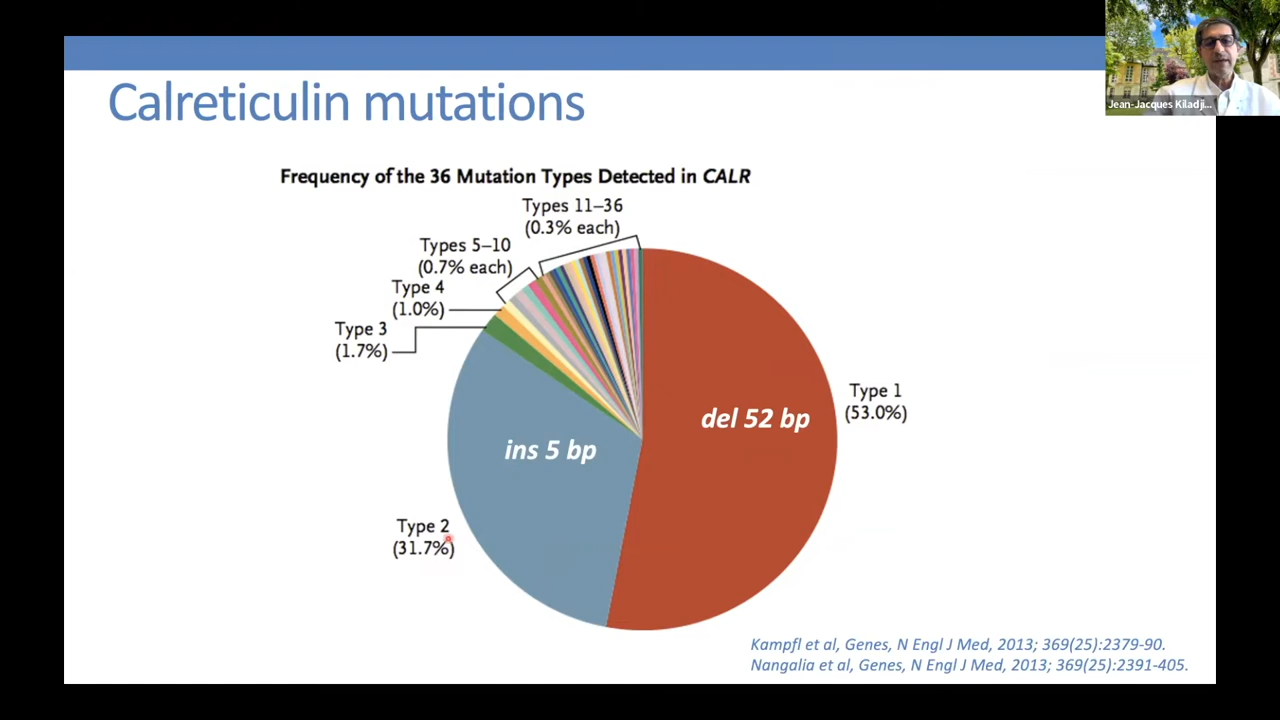 Jean-Jacques Kiladji...
Calreticulin mutations
Frequency of the 36 Mutation Types Detected in CALR
Types 11–36
(0.3% each)
Types 5–10
(0.7% each)
Type 4
(1.0%)
Type 3
(1.7%)
Type 1
(53.0%)
del 52 bp
ins 5 bp
Type 2
(31.7%)
Kampfl et al, Genes, N Engl J Med, 2013; 369(25):2379-90.
Nangalia et al, Genes, N Engl J Med, 2013; 369(25):2391-405.